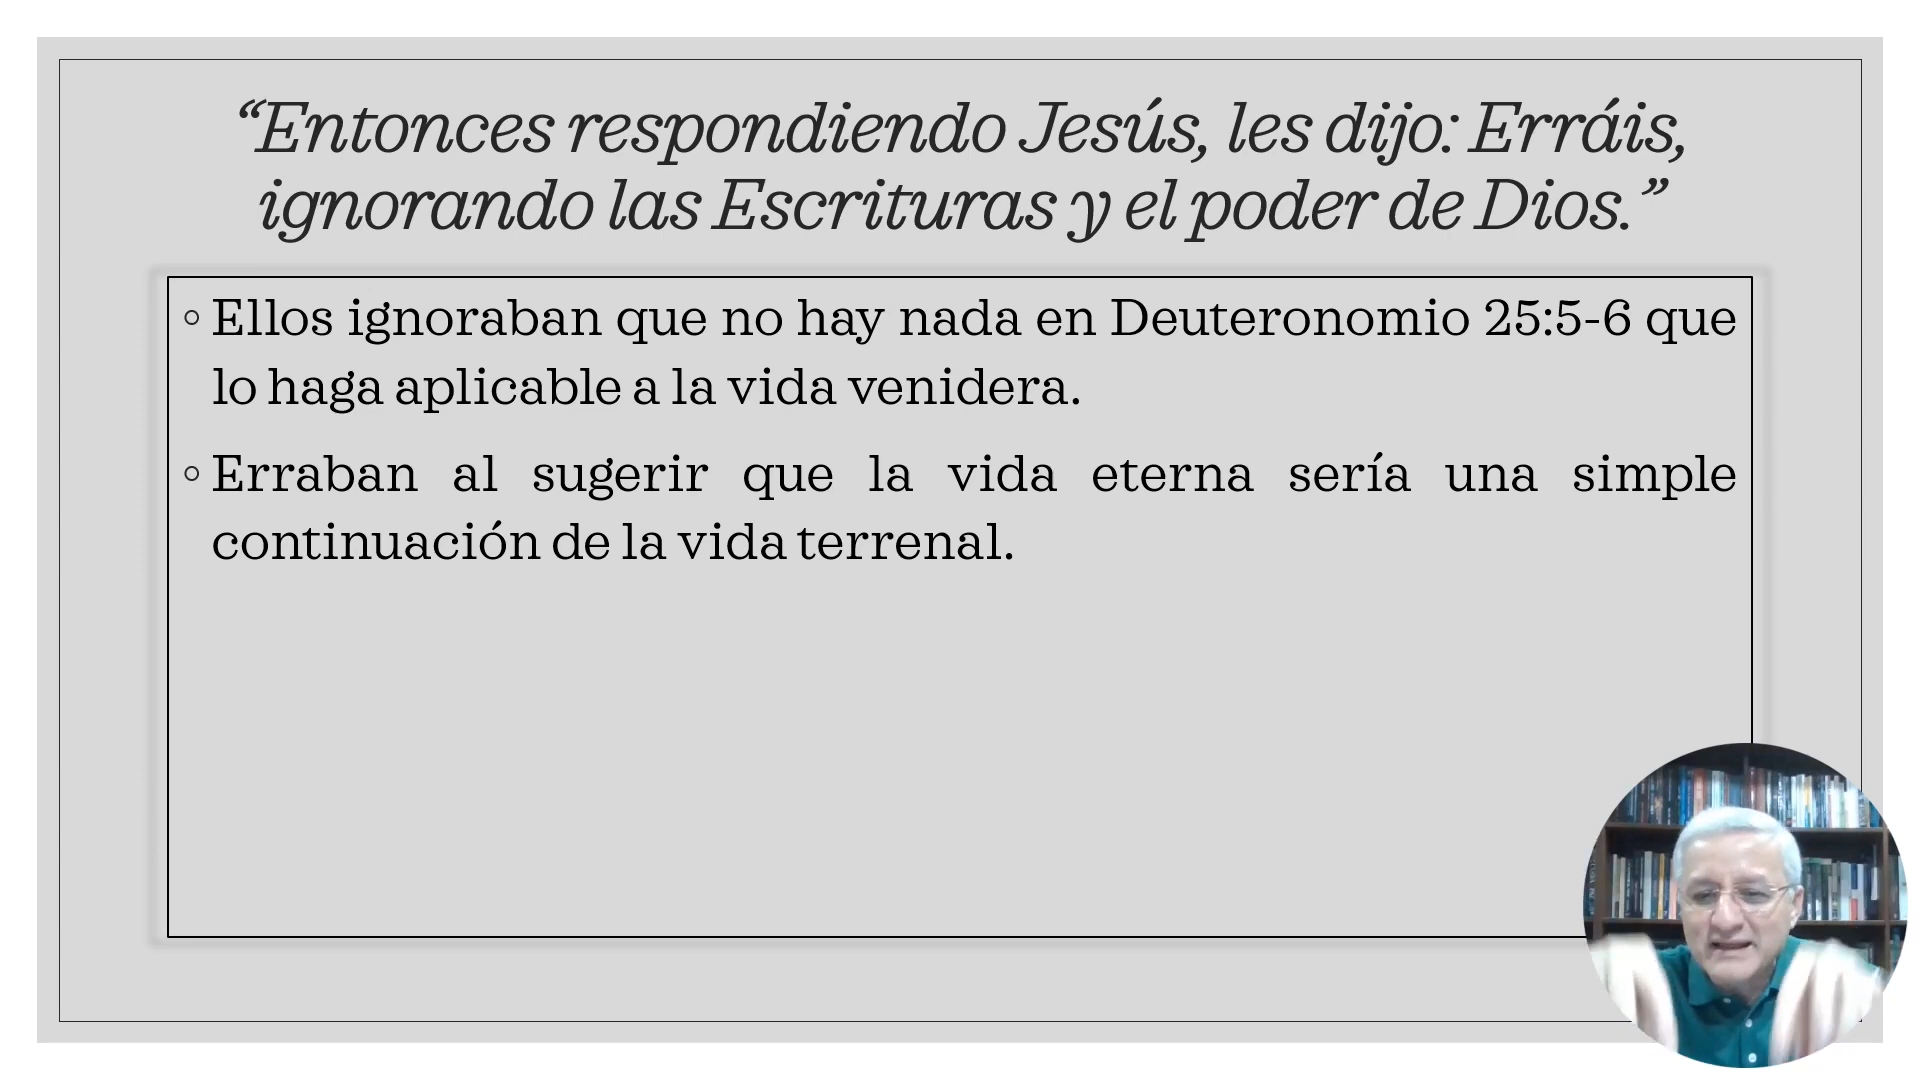 “Entonces respondiendo Jesús, les dijo: Erráis,
ignorando las Escrituras y el poder de Dios.”
◦ Ellos ignoraban que no hay nada en Deuteronomio 25:5-6 que
lo haga aplicable a la vida venidera.
◦ Erraban al sugerir que la vida eterna sería una simple
continuación de la vida terrenal.